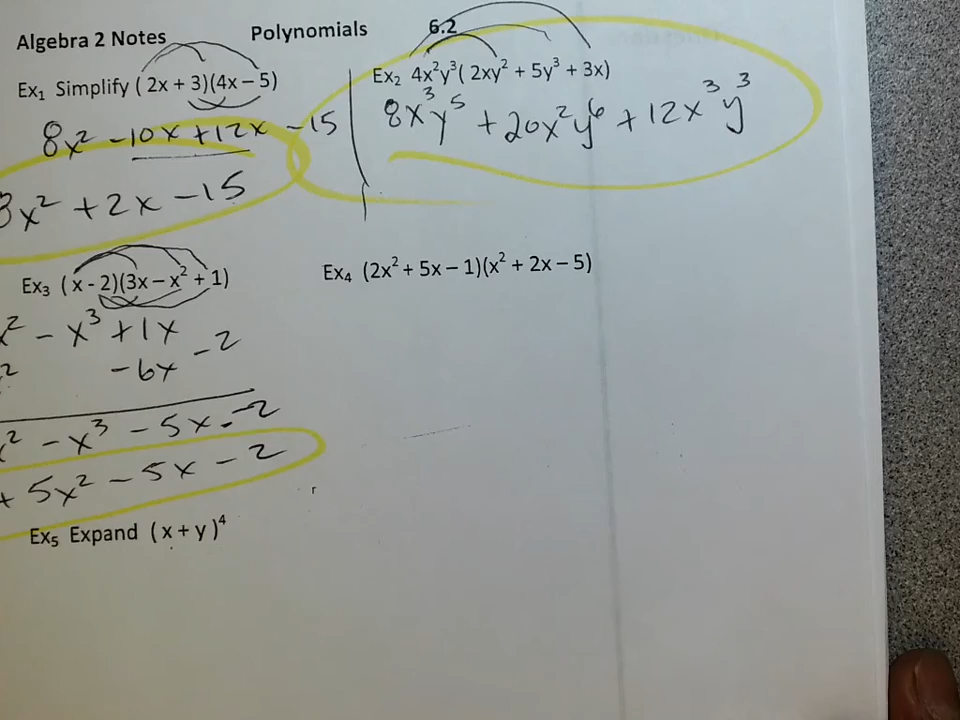 Algebra 2 Notes Polynomials 6.2
Ex₁ Simplify ( 2x + 3)(4x – 5)
8x² – 10x + 12x – 15
8x² + 2x – 15
Ex₂ 4x²y³( 2xy² + 5y³ + 3x)
8x³y⁵ + 20x²y⁶ + 12x³y³
Ex₃ (x - 2)(3x – x² + 1)
x² – x³ + 1x
– 6x – 2
x² – x³ – 5x – 2
+ 5x² – 5x – 2
Ex₄ (2x² + 5x – 1)(x² + 2x – 5)
Ex₅ Expand (x + y )⁴